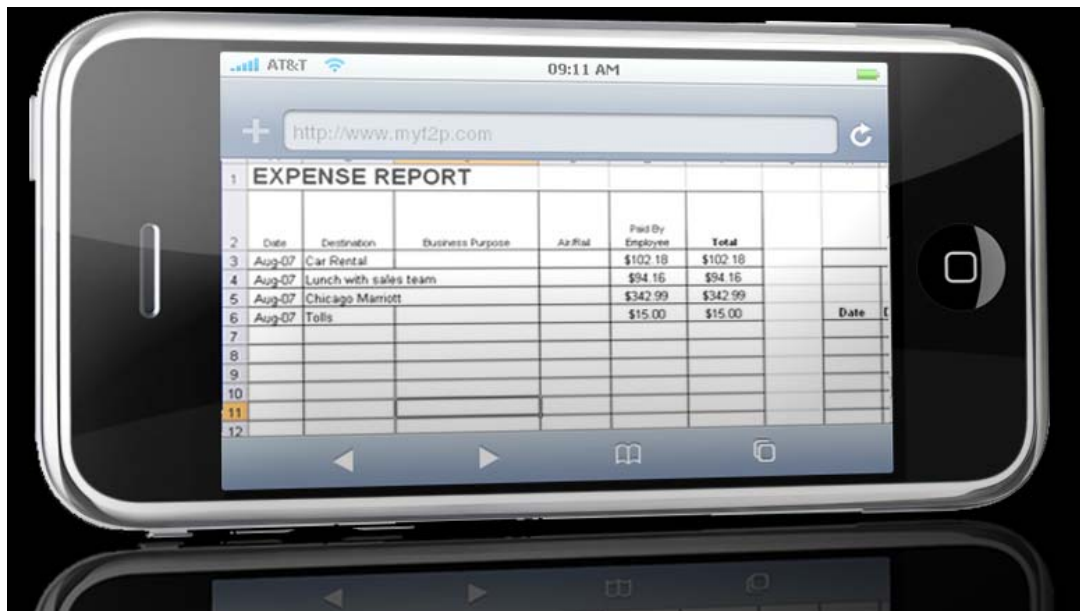 AT&T 09:11 AM
http://www.myf2p.com
1 EXPENSE REPORT
2 Date Destination Business Purpose Air/Rail Paid By Employee Total
3 Aug-07 Car Rental $102.18 $102.18
4 Aug-07 Lunch with sales team $94.16 $94.16
5 Aug-07 Chicago Marriott $342.99 $342.99
6 Aug-07 Tolls $15.00 $15.00 Date D
7
8
9
10
11
12